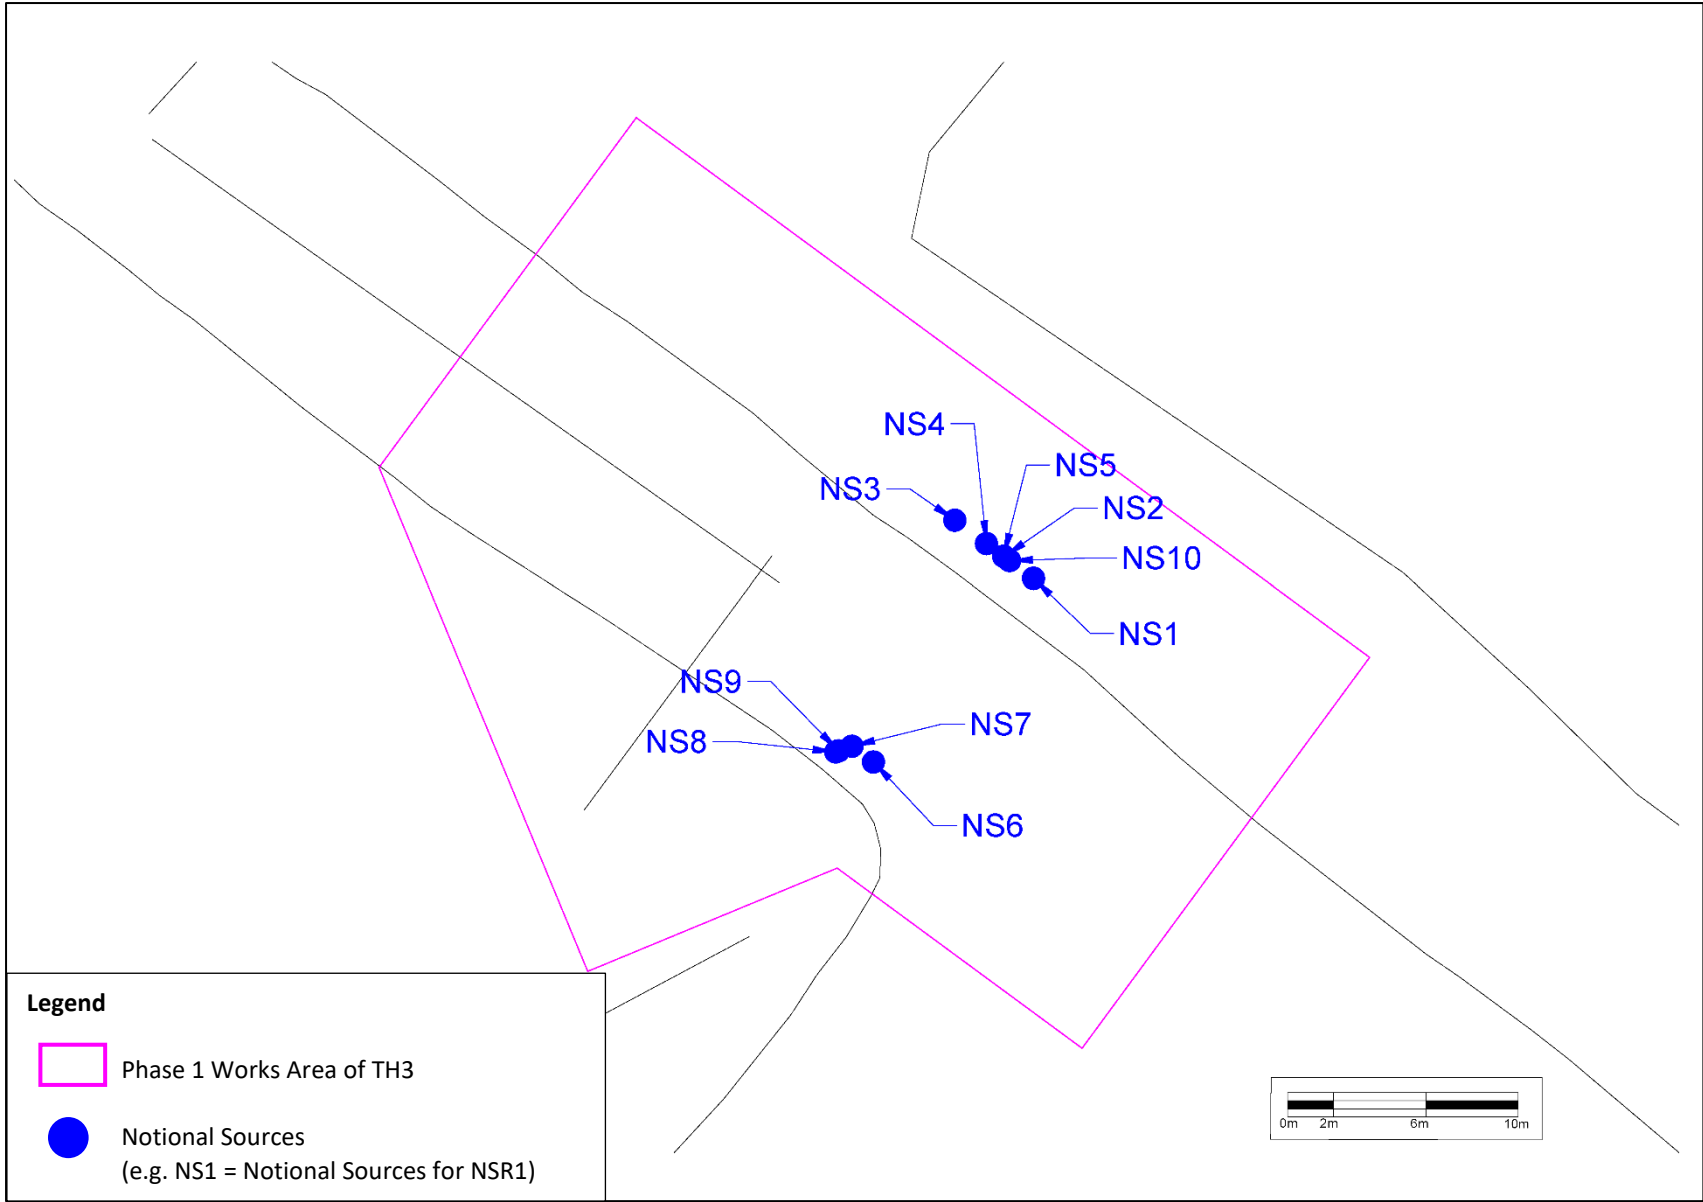 NS4
NS5
NS3
NS2
NS10
NS1
NS9
NS7
NS8
NS6
Legend
Phase 1 Works Area of TH3
Notional Sources
(e.g. NS1 = Notional Sources for NSR1)
0m 2m 6m 10m